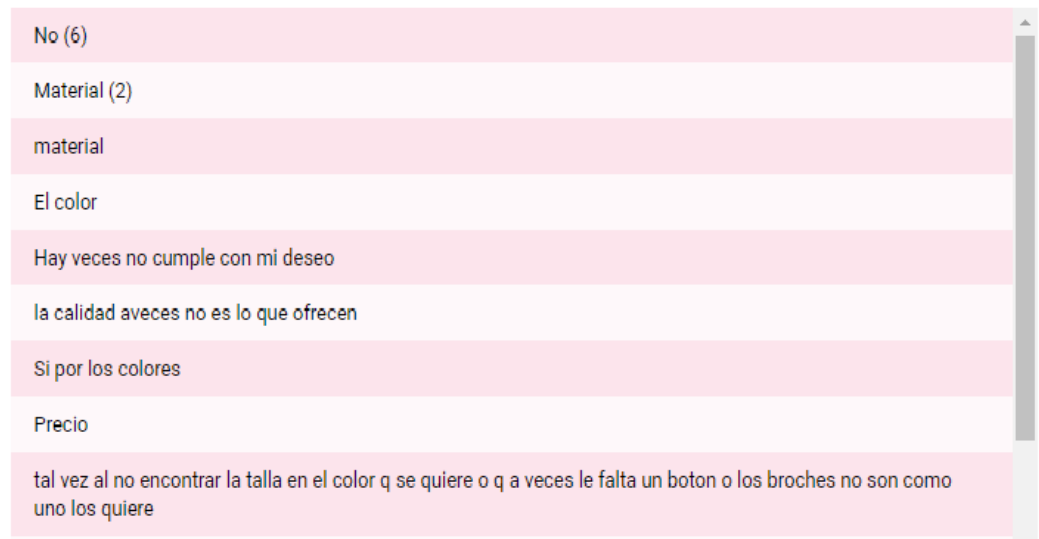 No (6)
Material (2)
material
El color
Hay veces no cumple con mi deseo
la calidad aveces no es lo que ofrecen
Si por los colores
Precio
tal vez al no encontrar la talla en el color q se quiere o q a veces le falta un boton o los broches no son como
uno los quiere